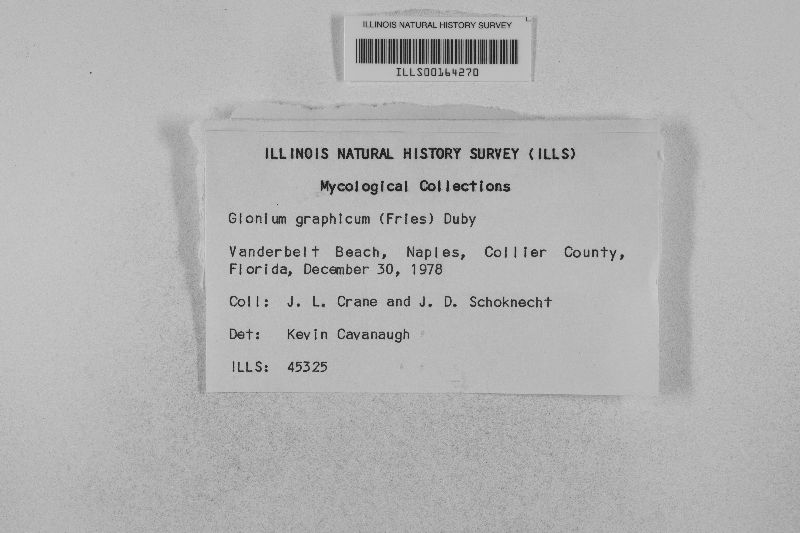 ILLINOIS NATURAL HISTORY SURVEY
ILLS00164270
ILLINOIS NATURAL HISTORY SURVEY (ILLS)
Mycological Collections
Glonium graphicum (Fries) Duby
Vanderbelt Beach, Naples, Collier County,
Florida, December 30, 1978
Coll: J. L. Crane and J. D. Schoknecht
Det: Kevin Cavanaugh
ILLS: 45325